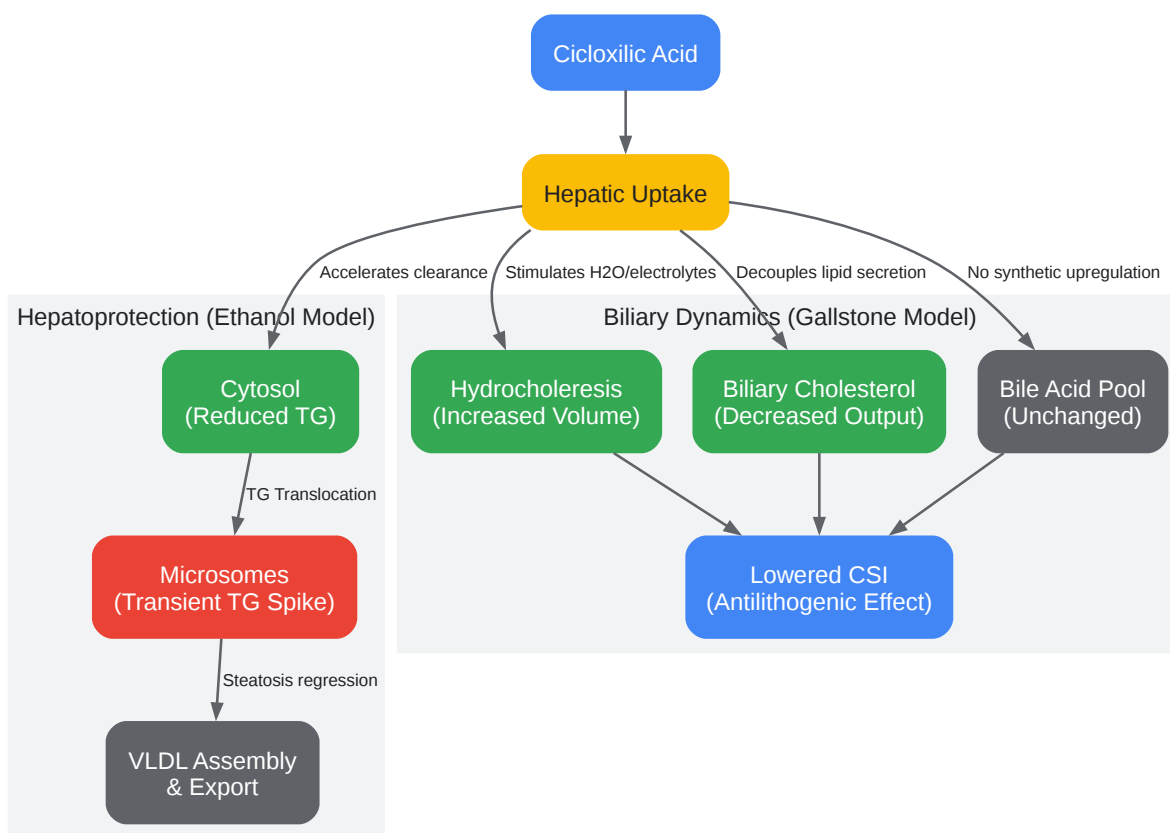 Cicloxilic Acid
Hepatic Uptake
Accelerates clearance
Stimulates H2O/electrolytes
Decouples lipid secretion
No synthetic upregulation
Hepatoprotection (Ethanol Model)
Biliary Dynamics (Gallstone Model)
Cytosol
(Reduced TG)
Hydrocholeresis
(Increased Volume)
Biliary Cholesterol
(Decreased Output)
Bile Acid Pool
(Unchanged)
TG Translocation
Microsomes
(Transient TG Spike)
Lowered CSI
(Antilithogenic Effect)
Steatosis regression
VLDL Assembly
& Export